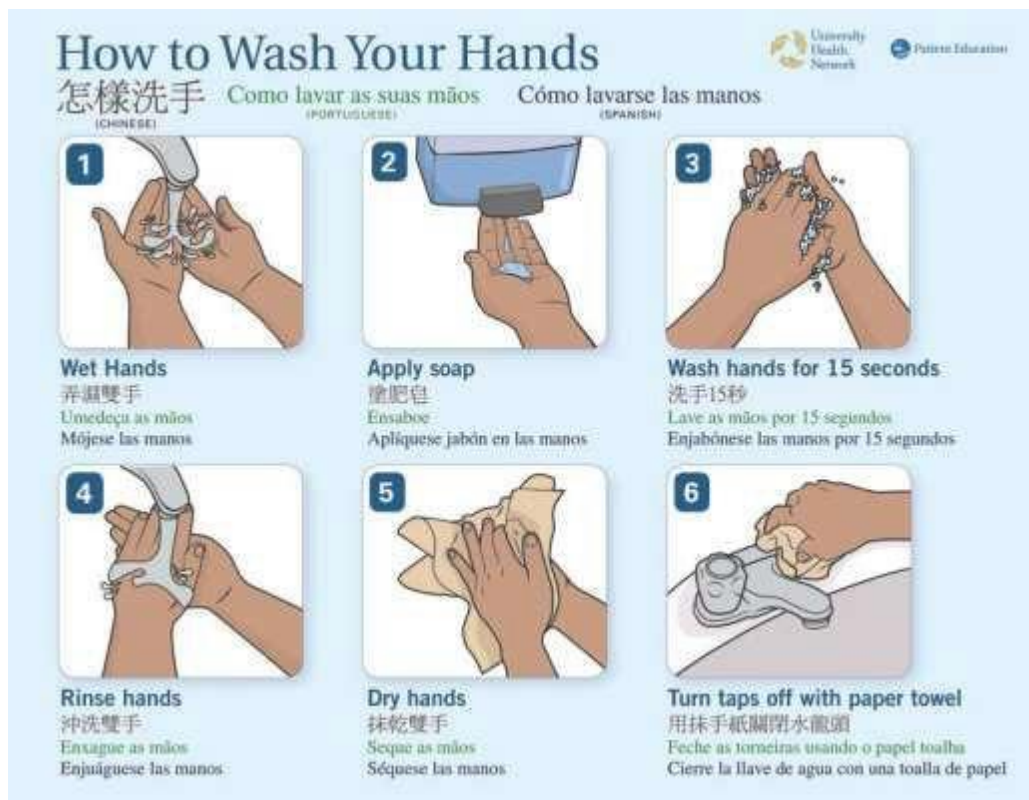 How to Wash Your Hands
University
Health
Network
Patient Education
怎樣洗手 Como lavar as suas mãos Cómo lavarse las manos
(CHINESE) (PORTUGUESE) (SPANISH)
1
Wet Hands
弄濕雙手
Umedeça as mãos
Mójese las manos
2
Apply soap
塗肥皂
Ensaboe
Aplíquese jabón en las manos
3
Wash hands for 15 seconds
洗手15秒
Lave as mãos por 15 segundos
Enjabónese las manos por 15 segundos
4
Rinse hands
沖洗雙手
Enxague as mãos
Enjuáguese las manos
5
Dry hands
抹乾雙手
Seque as mãos
Séquese las manos
6
Turn taps off with paper towel
用抹手紙關閉水龍頭
Feche as torneiras usando o papel toalha
Cierre la llave de agua con una toalla de papel